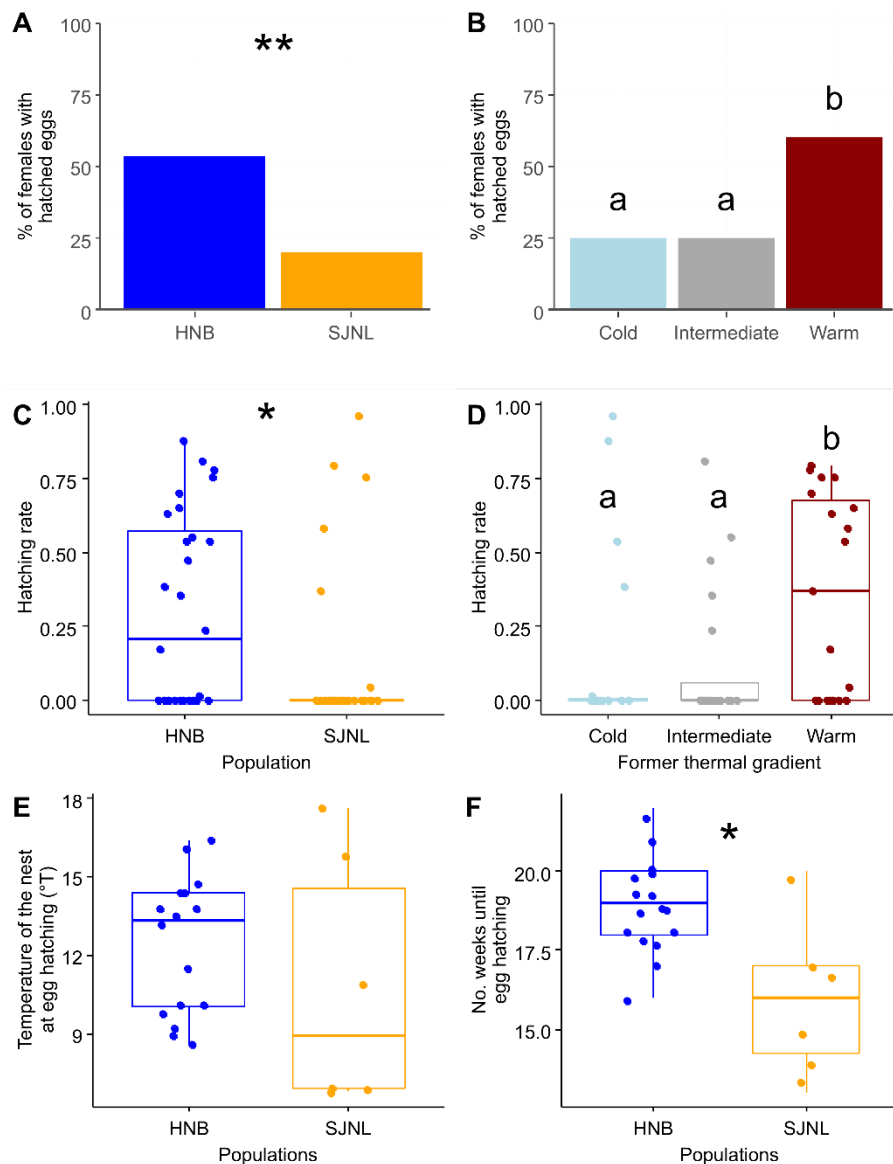 A
**
% of females with
hatched eggs
100
75
50
25
0
HNB
SJNL
B
% of females with
hatched eggs
100
75
50
25
0
a
a
b
Cold
Intermediate
Warm
C
*
Hatching rate
1.00
0.75
0.50
0.25
0.00
HNB
SJNL
Population
D
Hatching rate
1.00
0.75
0.50
0.25
0.00
a
a
b
Cold
Intermediate
Warm
Former thermal gradient
E
Temperature of the nest
at egg hatching (°T)
18
15
12
9
HNB
SJNL
Populations
F
*
No. weeks until
egg hatching
20.0
17.5
15.0
HNB
SJNL
Populations